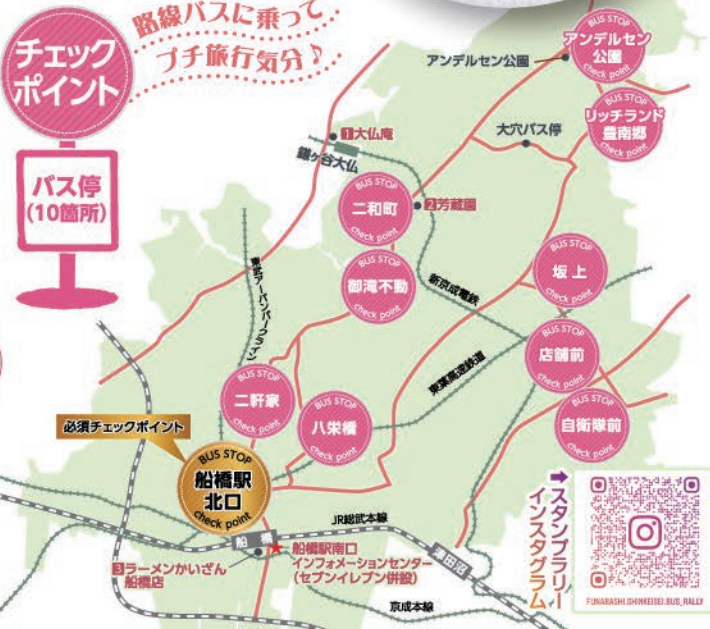 路線バスに乗って
プチ旅行気分♪
チェック
ポイント
バス停
(10箇所)
BUS STOP
アンデルセン
公園
check point
アンデルセン公園
BUS STOP
リッチランド
豊南郷
check point
大穴バス停
1大仏庵
鎌ヶ谷大仏
BUS STOP
二和町
check point
2芳蔵園
BUS STOP
御滝不動
check point
BUS STOP
坂上
check point
新京成電鉄
東武アーバンパークライン
東葉高速鉄道
BUS STOP
店舗前
check point
BUS STOP
二軒家
check point
BUS STOP
八栄橋
check point
BUS STOP
自衛隊前
check point
必須チェックポイント
BUS STOP
船橋駅
北口
check point
JR総武本線
船橋
津田沼
船橋駅南口
インフォメーションセンター
(セブンイレブン併設)
3ラーメンかいざん
船橋店
京成本線
➡スタンプラリー
インスタグラム
FUNABASHI.SHINKEISEI.BUS_RALLY